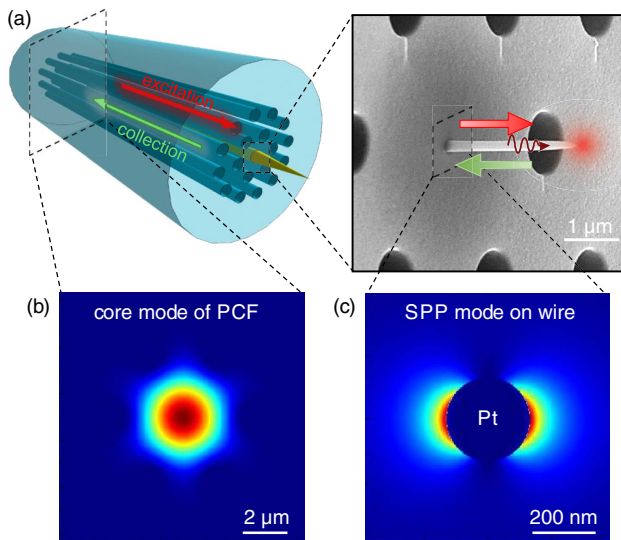 (a)
excitation
collection
1 µm
(b)
core mode of PCF
2 µm
(c)
SPP mode on wire
Pt
200 nm